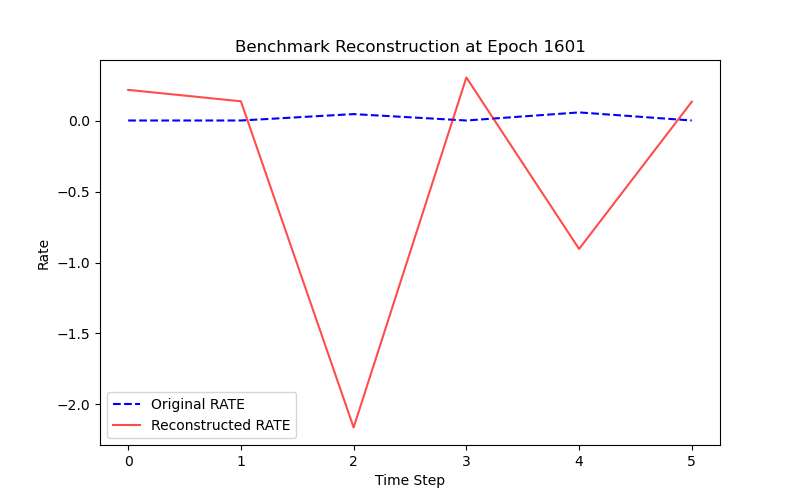 Benchmark Reconstruction at Epoch 1601
Rate
0.0
−0.5
−1.0
−1.5
−2.0
Original RATE
Reconstructed RATE
0 1 2 3 4 5
Time Step